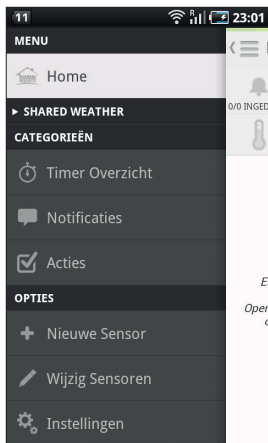 11 R 23:01
MENU
Home
SHARED WEATHER
0/0 INGED
CATEGORIEËN
Timer Overzicht
Notificaties
Acties
OPTIES
Nieuwe Sensor
Wijzig Sensoren
Instellingen